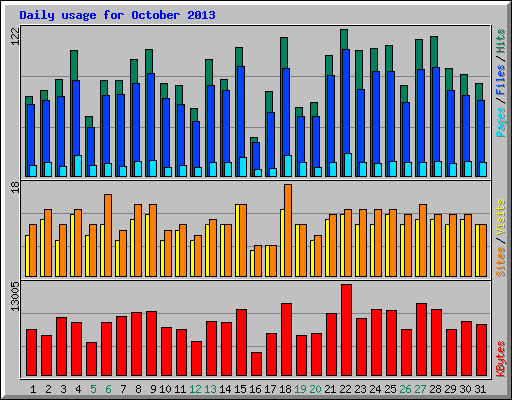 Daily usage for October 2013
122
Pages / Files / Hits
18
Sites / Visits
13005
KBytes
1 2 3 4 5 6 7 8 9 10 11 12 13 14 15 16 17 18 19 20 21 22 23 24 25 26 27 28 29 30 31